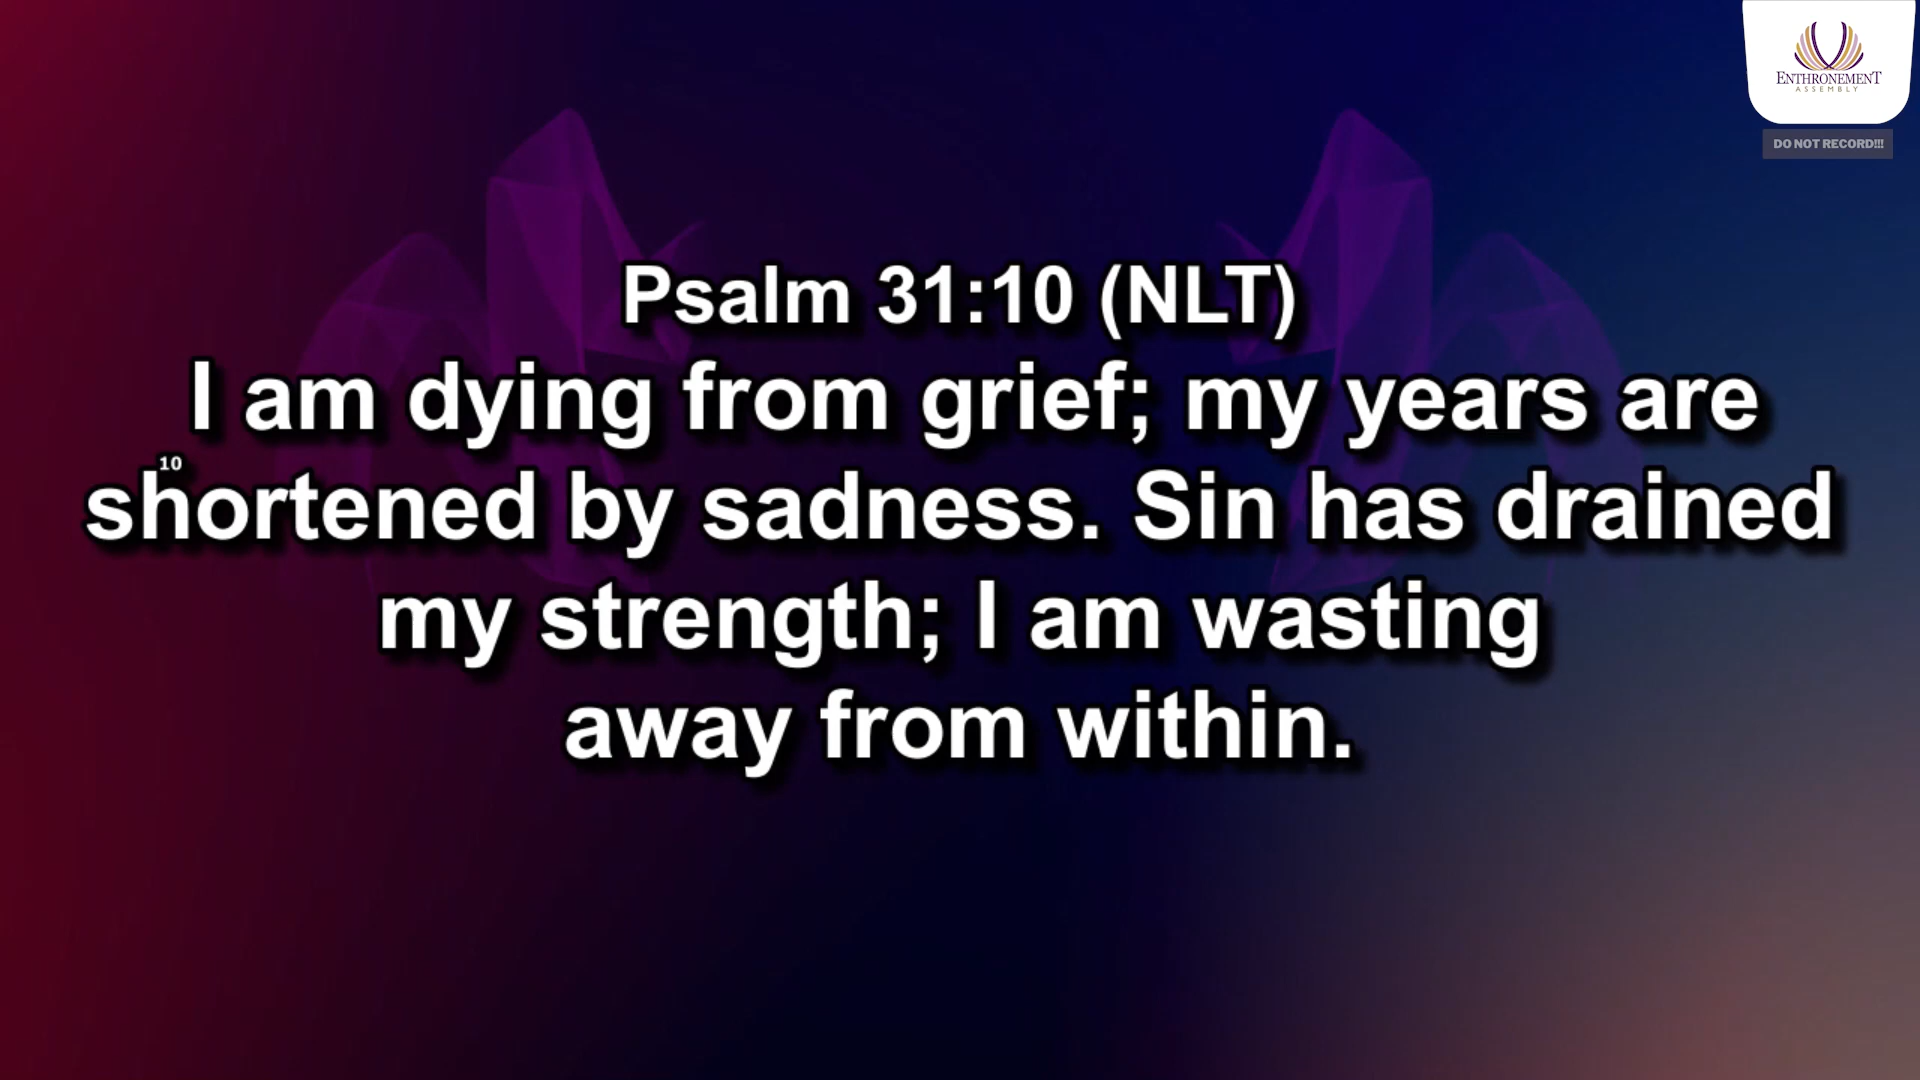 ENTHRONEMENT
ASSEMBLY
DO NOT RECORD!!!
Psalm 31:10 (NLT)
I am dying from grief; my years are
10
shortened by sadness. Sin has drained
my strength; I am wasting
away from within.